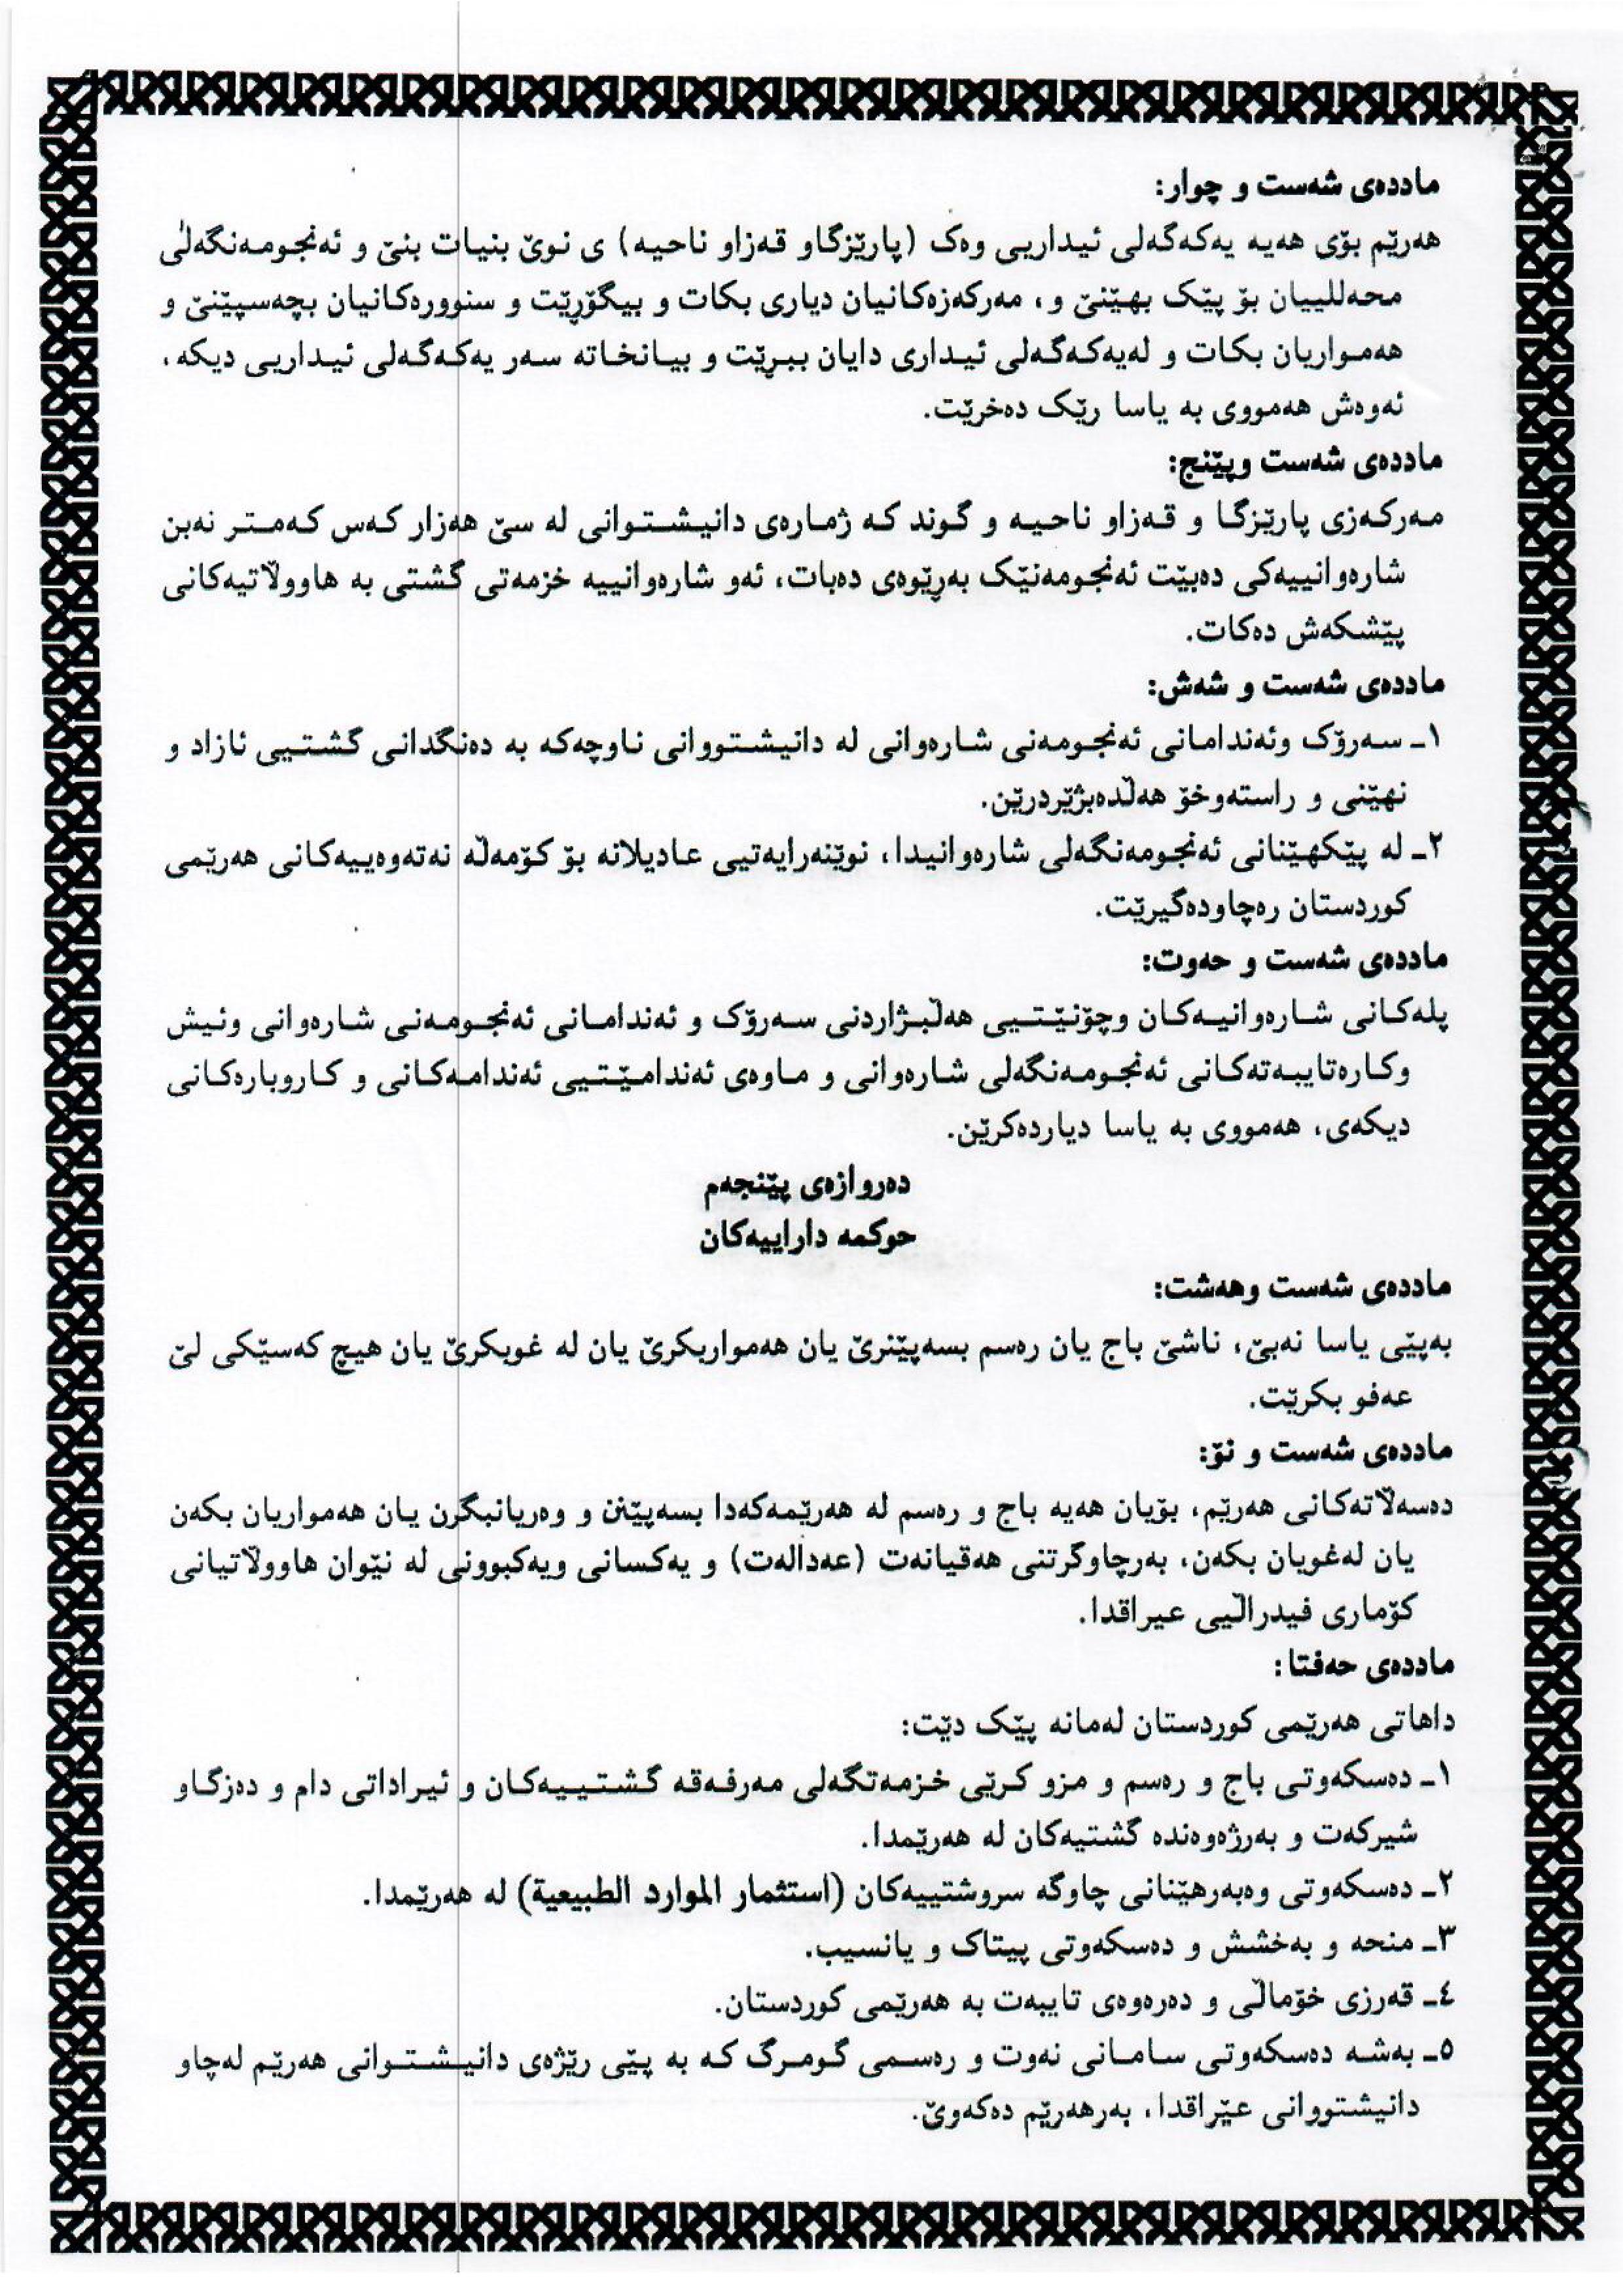 ماددەی شەست و چوار:
هەرێم بۆی هەیە یەکەگەلی ئیداریی وەک (پارێزگاو قەزاو ناحیە) ی نوێ بنیات بنێ و ئەنجومەنگەلی
محەللییان بۆ پێک بهێنێ و، مەرکەزەکانیان دیاری بکات و بیگۆڕێت و سنوورەکانیان بچەسپێنێ و
هەمواریان بکات و لەیەکەگەلی ئیداری دایان ببڕێت و بیانخاتە سەر یەکەگەلی ئیداریی دیکە،
ئەوەش هەمووی بە یاسا رێک دەخرێت.
ماددەی شەست وپێنج:
مەرکەزی پارێزگا و قەزاو ناحیە و گوند کە ژمارەی دانیشتوانی لە سێ هەزار کەس کەمتر نەبن
شارەوانییەکی دەبێت ئەنجومەنێک بەڕێوەی دەبات، ئەو شارەوانییە خزمەتی گشتی بە هاووڵاتیەکانی
پێشکەش دەکات.
ماددەی شەست و شەش:
١ـ سەرۆک وئەندامانی ئەنجومەنی شارەوانی لە دانیشتووانی ناوچەکە بە دەنگدانی گشتیی ئازاد و
نهێنی و راستەوخۆ هەڵدەبژێردرێن.
٢ـ لە پێکهێنانی ئەنجومەنگەلی شارەوانیدا، نوێنەرایەتیی عادیلانە بۆ کۆمەڵە نەتەوەییەکانی هەرێمی
کوردستان رەچاودەگیرێت.
ماددەی شەست و حەوت:
پلەکانی شارەوانیەکان وچۆنێتیی هەڵبژاردنی سەرۆک و ئەندامانی ئەنجومەنی شارەوانی وئیش
وکارەتایبەتەکانی ئەنجومەنگەلی شارەوانی و ماوەی ئەندامێتیی ئەندامەکانی و کاروبارەکانی
دیکەی، هەمووی بە یاسا دیاردەکرێن.
دەروازەی پێنجەم
حوکمە داراییەکان
ماددەی شەست وهەشت:
بەپێی یاسا نەبێ، ناشێ باج یان رەسم بسەپێنرێ یان هەمواربکرێ یان لە غوبکرێ یان هیچ کەسێکی لێ
عەفو بکرێت.
ماددەی شەست و نۆ:
دەسەڵاتەکانی هەرێم، بۆیان هەیە باج و رەسم لە هەرێمەکەدا بسەپێنن و وەریانبگرن یان هەمواریان بکەن
یان لەغویان بکەن، بەرچاوگرتنی هەقیانەت (عەدالەت) و یەکسانی ویەکبوونی لە نێوان هاووڵاتیانی
کۆماری فیدراڵیی عیراقدا.
ماددەی حەفتا:
داهاتی هەرێمی کوردستان لەمانە پێک دێت:
١ـ دەسکەوتی باج و رەسم و مزو کرێی خزمەتگەلی مەرفەقە گشتییەکان و ئیراداتی دام و دەزگاو
شیرکەت و بەرژەوەندە گشتیەکان لە هەرێمدا.
٢ـ دەسکەوتی وەبەرهێنانی چاوگە سروشتییەکان (استثمار الموارد الطبيعية) لە هەرێمدا.
٣ـ منحە و بەخشش و دەسکەوتی پیتاک و یانسیب.
٤ـ قەرزی خۆماڵی و دەرەوەی تایبەت بە هەرێمی کوردستان.
٥ـ بەشە دەسکەوتی سامانی نەوت و رەسمی گومرگ کە بە پێی رێژەی دانیشتوانی هەرێم لەچاو
دانیشتووانی عێراقدا، بەرهەرێم دەکەوێ.